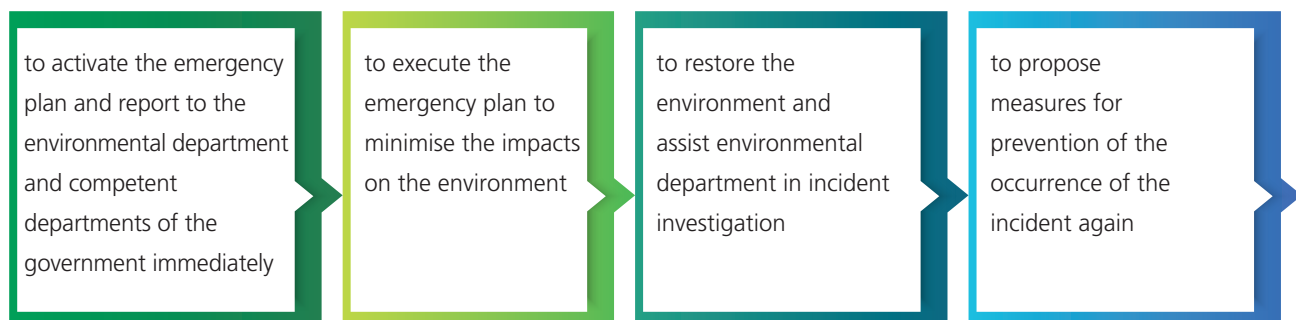 to activate the emergency
plan and report to the
environmental department
and competent
departments of the
government immediately
to execute the
emergency plan to
minimise the impacts
on the environment
to restore the
environment and
assist environmental
department in incident
investigation
to propose
measures for
prevention of the
occurrence of the
incident again